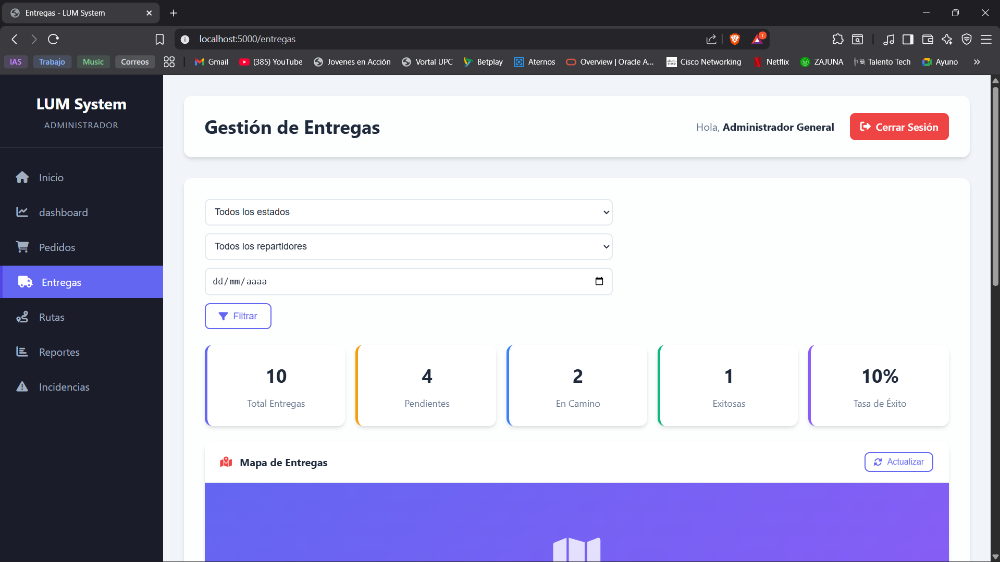 Entregas - LUM System
localhost:5000/entregas
1
IAS
Trabajo
Music
Correos
Gmail
(385) YouTube
Jovenes en Acción
Vortal UPC
Betplay
Aternos
Overview | Oracle A...
Cisco Networking
Netflix
ZAJUNA
Talento Tech
Ayuno
»
LUM System
ADMINISTRADOR
Inicio
dashboard
Pedidos
Entregas
Rutas
Reportes
Incidencias
Gestión de Entregas
Hola, Administrador General
Cerrar Sesión
Todos los estados
Todos los repartidores
dd/mm/aaaa
Filtrar
10
Total Entregas
4
Pendientes
2
En Camino
1
Exitosas
10%
Tasa de Éxito
Mapa de Entregas
Actualizar